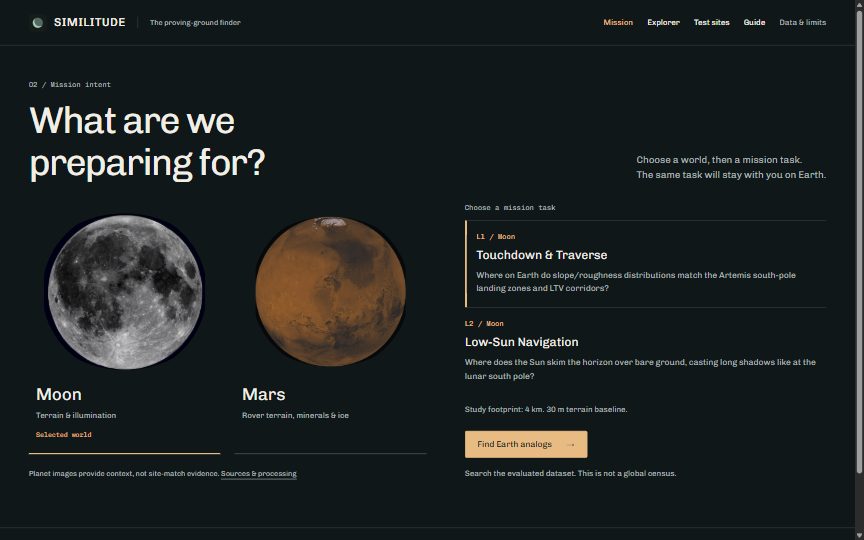 SIMILITUDE
The proving-ground finder
Mission
Explorer
Test sites
Guide
Data & limits
02 / Mission intent
What are we
preparing for?
Choose a world, then a mission task.
The same task will stay with you on Earth.
Moon
Terrain & illumination
Selected world
Mars
Rover terrain, minerals & ice
Planet images provide context, not site-match evidence. Sources & processing
Choose a mission task
L1 / Moon
Touchdown & Traverse
Where on Earth do slope/roughness distributions match the Artemis south-pole
landing zones and LTV corridors?
L2 / Moon
Low-Sun Navigation
Where does the Sun skim the horizon over bare ground, casting long shadows like at the
lunar south pole?
Study footprint: 4 km. 30 m terrain baseline.
Find Earth analogs →
Search the evaluated dataset. This is not a global census.